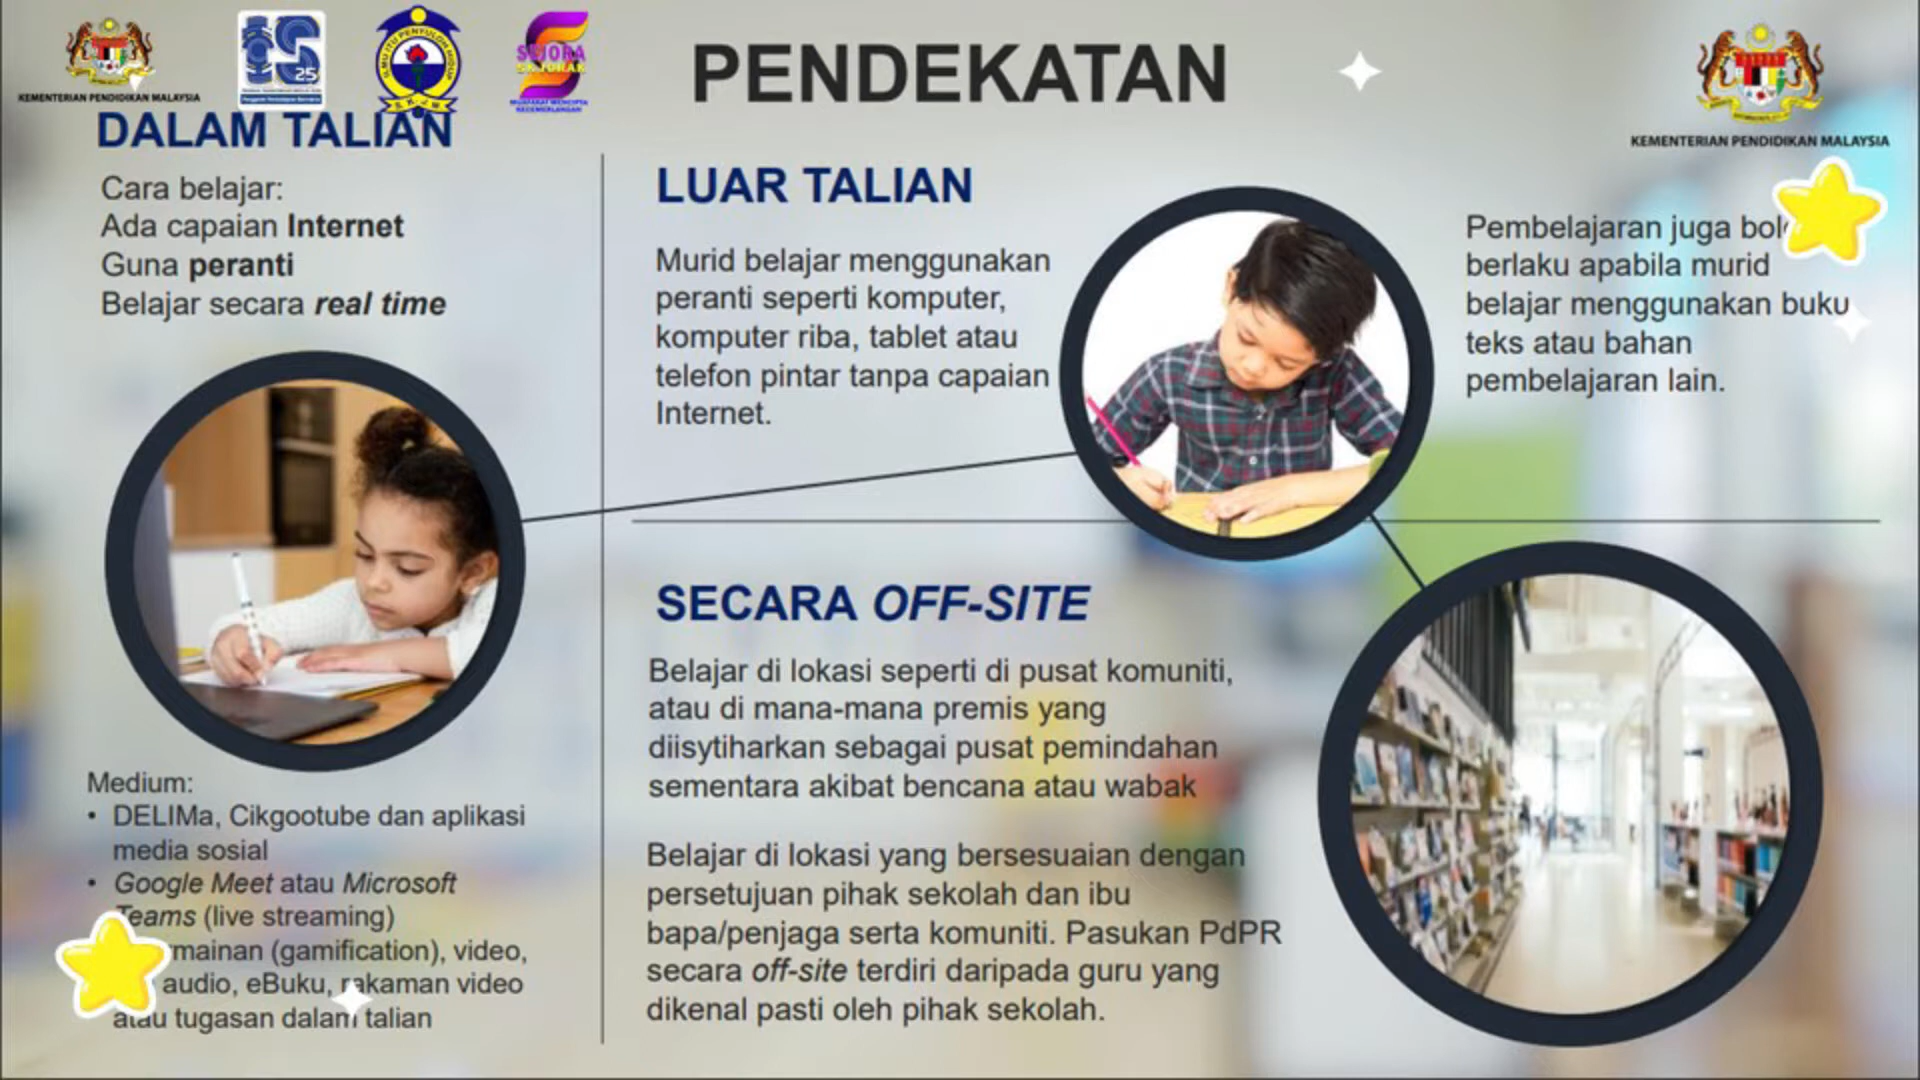 KEMENTERIAN PENDIDIKAN MALAYSIA
25
ILMU ITU PENYULOH HIDUP
PENDEKATAN
KEMENTERIAN PENDIDIKAN MALAYSIA
DALAM TALIAN
Cara belajar:
Ada capaian Internet
Guna peranti
Belajar secara real time
Medium:
• DELIMa, Cikgootube dan aplikasi
media sosial
• Google Meet atau Microsoft
Teams (live streaming)
mainan (gamification), video,
audio, eBuku, rakaman video
atau tugasan dalam talian
LUAR TALIAN
Murid belajar menggunakan
peranti seperti komputer,
komputer riba, tablet atau
telefon pintar tanpa capaian
Internet.
Pembelajaran juga
berlaku apabila murid
belajar menggunakan buku
teks atau bahan
pembelajaran lain.
SECARA OFF-SITE
Belajar di lokasi seperti di pusat komuniti,
atau di mana-mana premis yang
diisytiharkan sebagai pusat pemindahan
sementara akibat bencana atau wabak
Belajar di lokasi yang bersesuaian dengan
persetujuan pihak sekolah dan ibu
bapa/penjaga serta komuniti. Pasukan PdPR
secara off-site terdiri daripada guru yang
dikenal pasti oleh pihak sekolah.